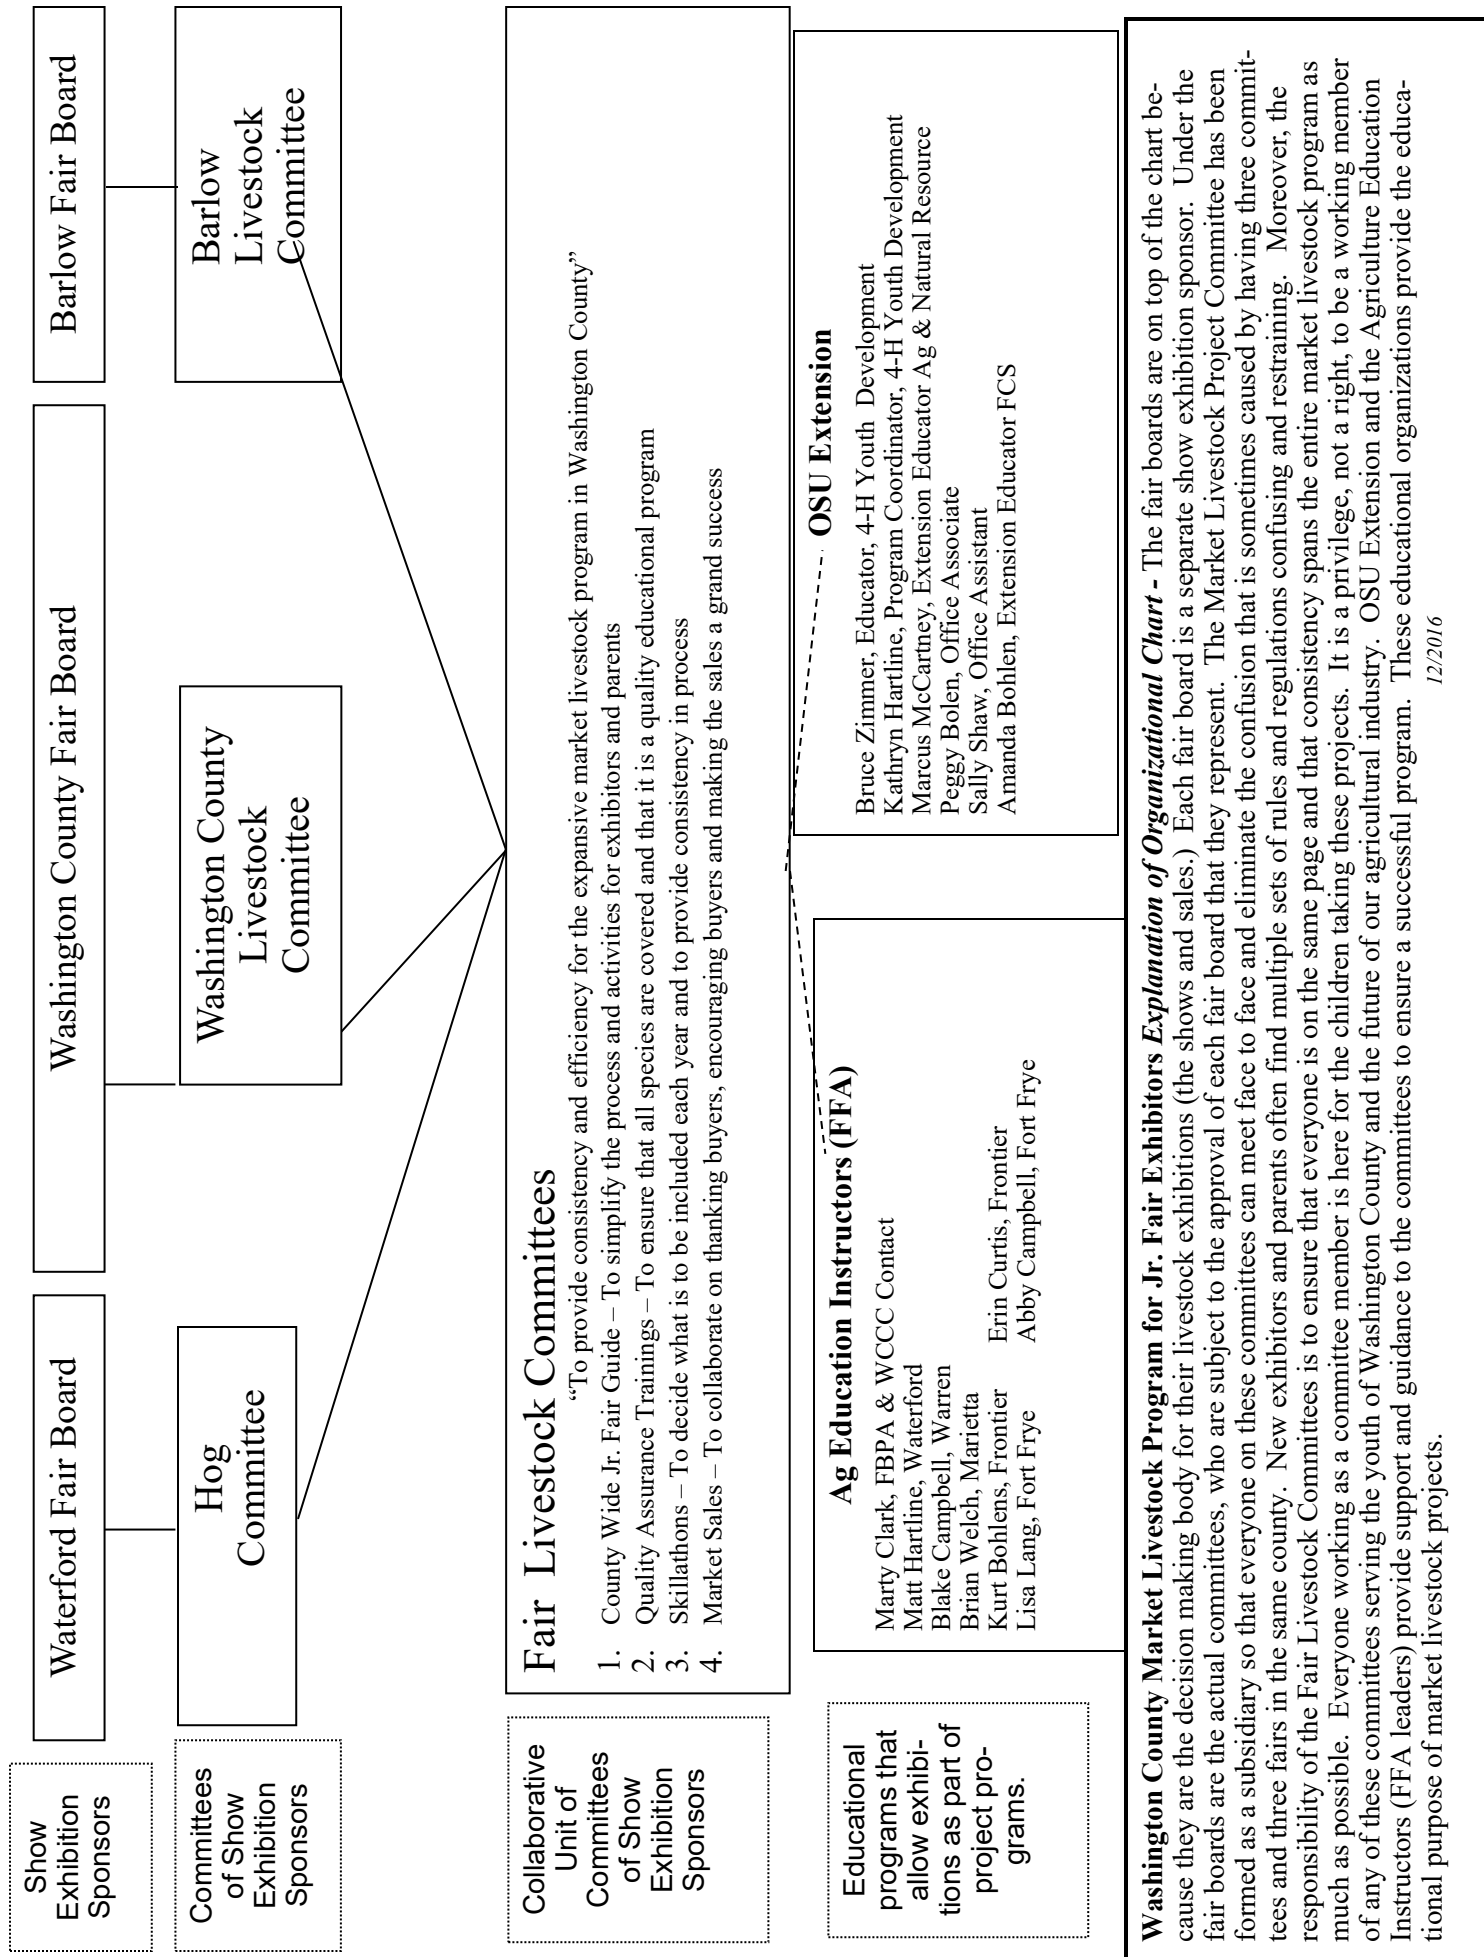 Show
Exhibition
Sponsors
Waterford Fair Board
Washington County Fair Board
Barlow Fair Board
Committees
of Show
Exhibition
Sponsors
Hog
Committee
Washington County
Livestock
Committee
Barlow
Livestock
Committee
Collaborative
Unit of
Committees
of Show
Exhibition
Sponsors
Fair Livestock Committees
“To provide consistency and efficiency for the expansive market livestock program in Washington County”
1. County Wide Jr. Fair Guide – To simplify the process and activities for exhibitors and parents
2. Quality Assurance Trainings – To ensure that all species are covered and that it is a quality educational program
3. Skillathons – To decide what is to be included each year and to provide consistency in process
4. Market Sales – To collaborate on thanking buyers, encouraging buyers and making the sales a grand success
Educational
programs that
allow exhibi-
tions as part of
project pro-
grams.
Ag Education Instructors (FFA)
Marty Clark, FBPA & WCCC Contact
Matt Hartline, Waterford
Blake Campbell, Warren
Brian Welch, Marietta
Kurt Bohlens, Frontier Erin Curtis, Frontier
Lisa Lang, Fort Frye Abby Campbell, Fort Frye
OSU Extension
Bruce Zimmer, Educator, 4-H Youth Development
Kathryn Hartline, Program Coordinator, 4-H Youth Development
Marcus McCartney, Extension Educator Ag & Natural Resource
Peggy Bolen, Office Associate
Sally Shaw, Office Assistant
Amanda Bohlen, Extension Educator FCS
Washington County Market Livestock Program for Jr. Fair Exhibitors Explanation of Organizational Chart - The fair boards are on top of the chart be-
cause they are the decision making body for their livestock exhibitions (the shows and sales.) Each fair board is a separate show exhibition sponsor. Under the
fair boards are the actual committees, who are subject to the approval of each fair board that they represent. The Market Livestock Project Committee has been
formed as a subsidiary so that everyone on these committees can meet face to face and eliminate the confusion that is sometimes caused by having three commit-
tees and three fairs in the same county. New exhibitors and parents often find multiple sets of rules and regulations confusing and restraining. Moreover, the
responsibility of the Fair Livestock Committees is to ensure that everyone is on the same page and that consistency spans the entire market livestock program as
much as possible. Everyone working as a committee member is here for the children taking these projects. It is a privilege, not a right, to be a working member
of any of these committees serving the youth of Washington County and the future of our agricultural industry. OSU Extension and the Agriculture Education
Instructors (FFA leaders) provide support and guidance to the committees to ensure a successful program. These educational organizations provide the educa-
tional purpose of market livestock projects.
12/2016